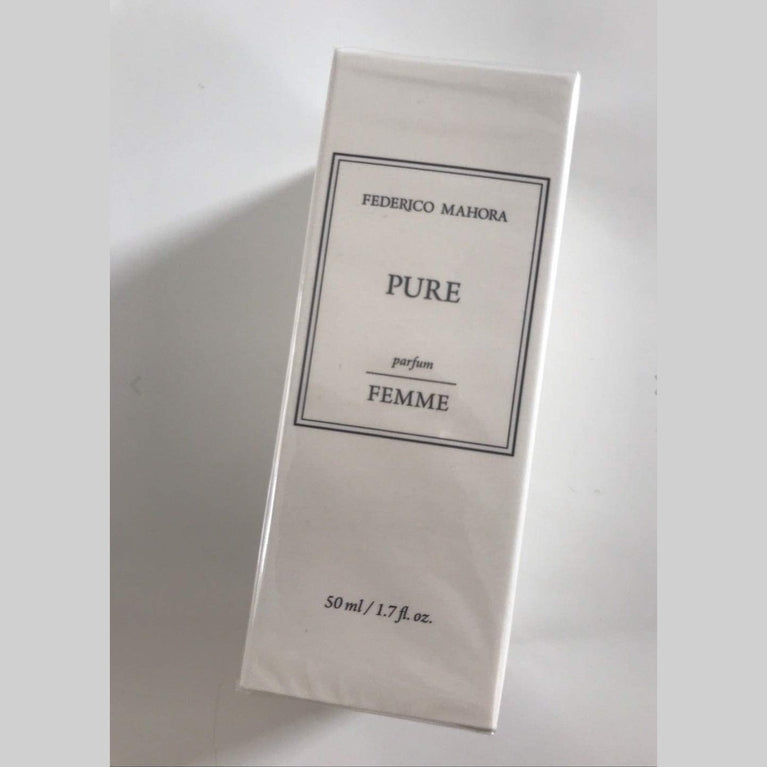 FEDERICO MAHORA
PURE
parfum
FEMME
50 ml / 1.7 fl. oz.